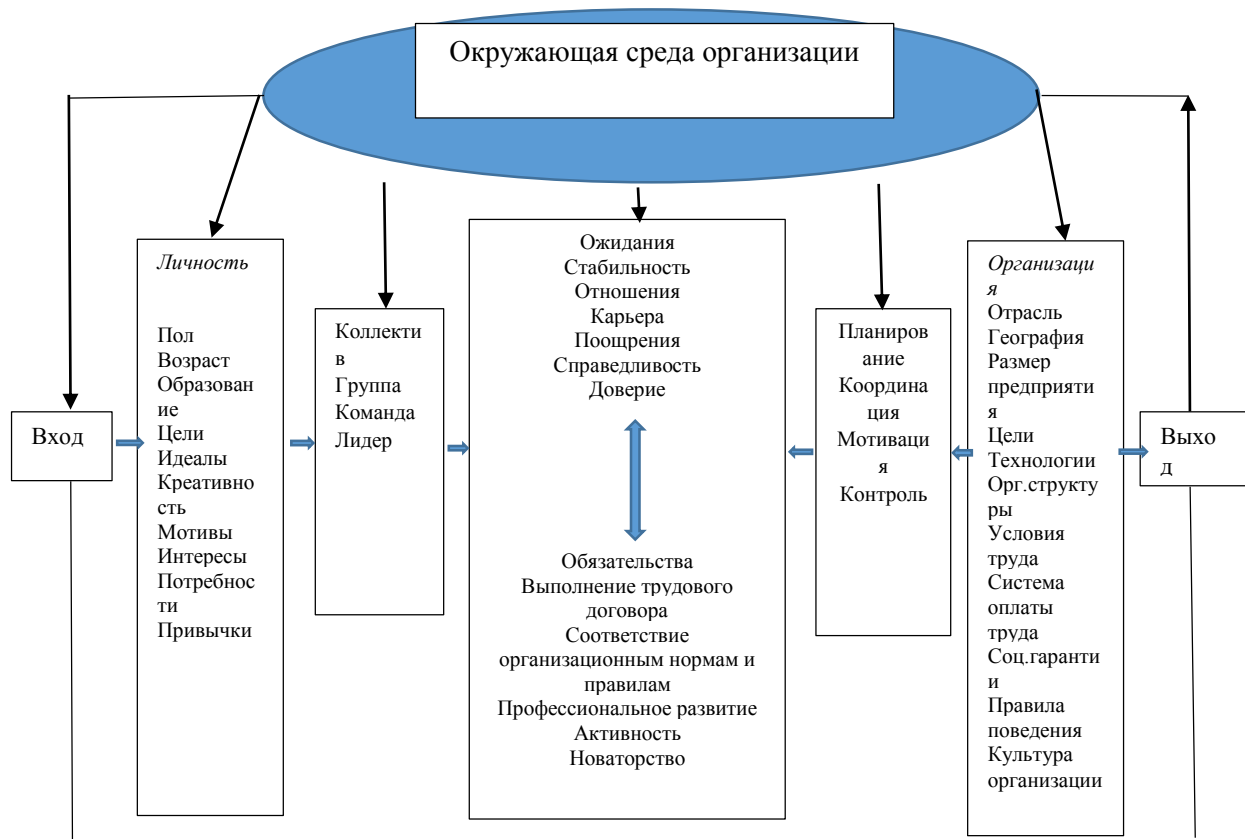 Окружающая среда организации
Вход
Личность
Пол
Возраст
Образован
ие
Цели
Идеалы
Креативно
сть
Мотивы
Интересы
Потребнос
ти
Привычки
Коллекти
в
Группа
Команда
Лидер
Ожидания
Стабильность
Отношения
Карьера
Поощрения
Справедливость
Доверие
Обязательства
Выполнение трудового
договора
Соответствие
организационным нормам и
правилам
Профессиональное развитие
Активность
Новаторство
Планиров
ание
Координа
ция
Мотиваци
я
Контроль
Организаци
я
Отрасль
География
Размер
предприяти
я
Цели
Технологии
Орг.структу
ры
Условия
труда
Система
оплаты
труда
Соц.гаранти
и
Правила
поведения
Культура
организации
Выхо
д